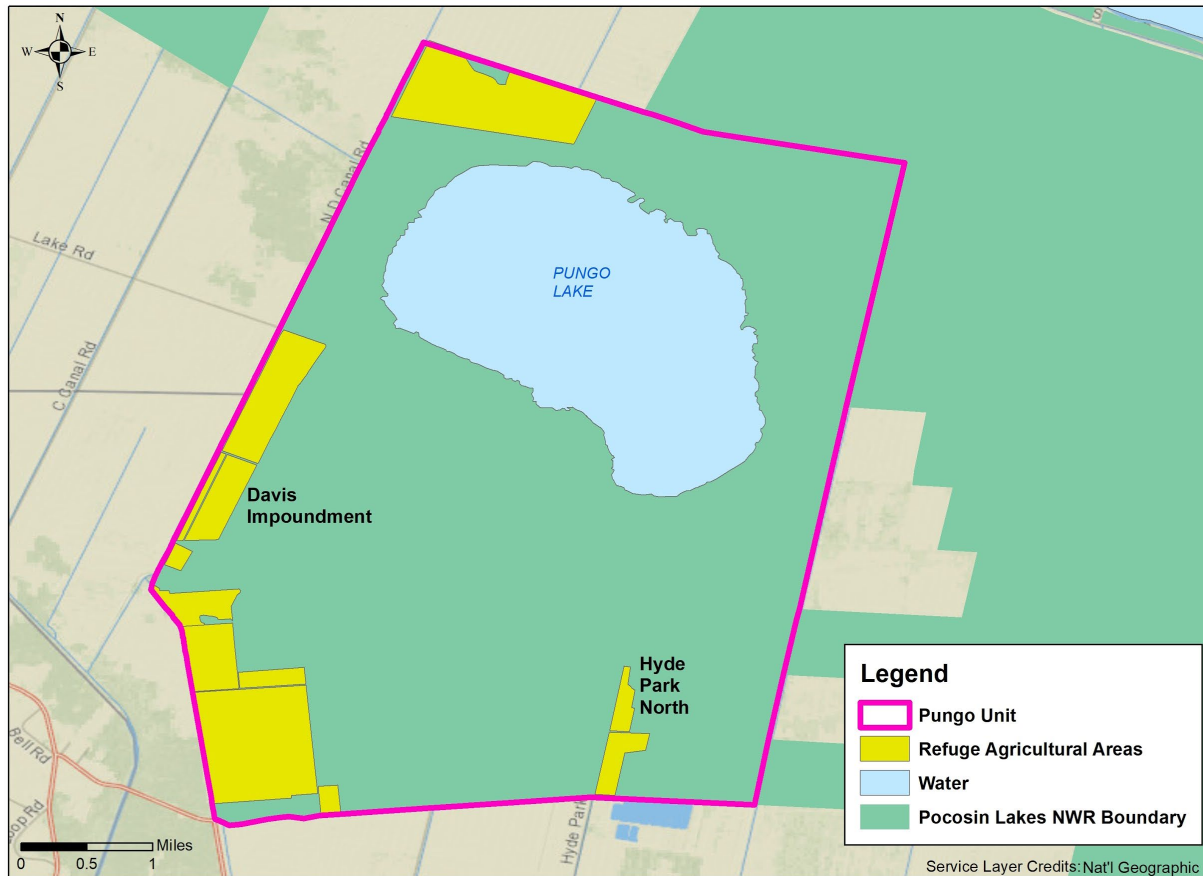 N
W
E
S
S
N D Canal Rd
Lake Rd
PUNGO
LAKE
C Canal Rd
Davis
Impoundment
Hyde
Park
North
Bell Rd
oop Rd
Hyde Park
Miles
0
0.5
1
Legend
Pungo Unit
Refuge Agricultural Areas
Water
Pocosin Lakes NWR Boundary
Service Layer Credits: Nat'l Geographic